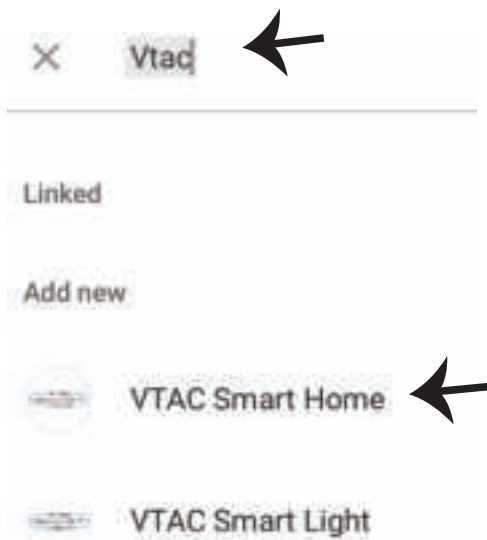 Vtac
Linked
Add new
VTAC Smart Home
VTAC Smart Light